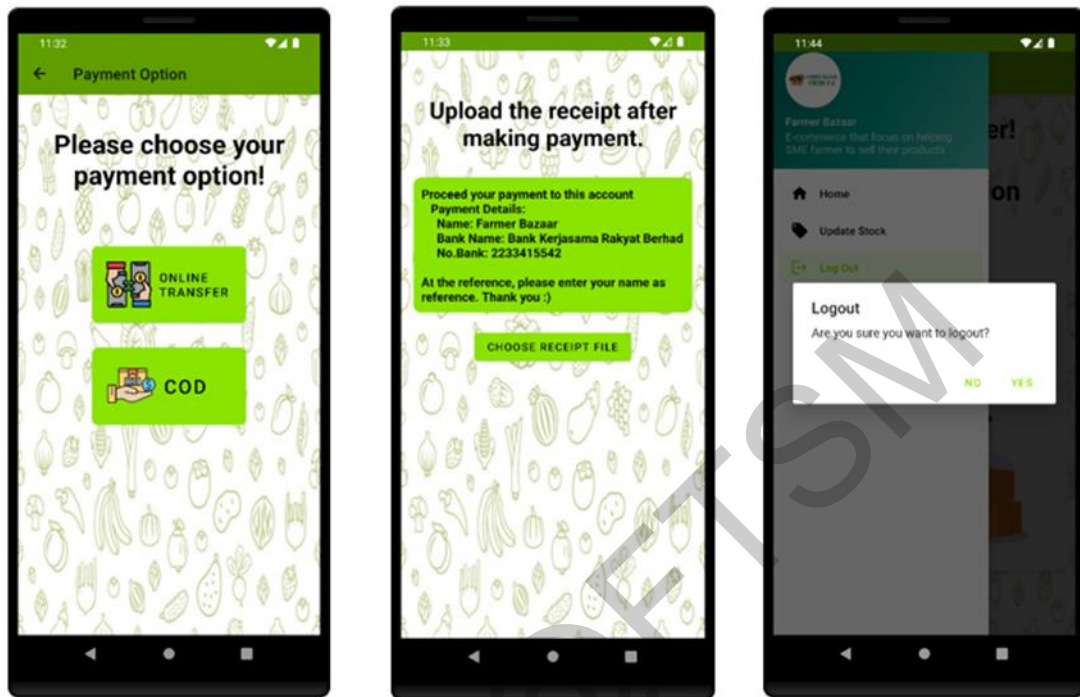 11:32
Payment Option
Please choose your
payment option!
ONLINE
TRANSFER
COD
11:33
Upload the receipt after
making payment.
Proceed your payment to this account
Payment Details:
Name: Farmer Bazaar
Bank Name: Bank Kerjasama Rakyat Berhad
No.Bank: 2233415542
At the reference, please enter your name as
reference. Thank you :)
CHOOSE RECEIPT FILE
11:44
Farmer Bazaar
E-commerce that focus on helping
SME farmer to sell their products
er!
on
Home
Update Stock
Log Out
Logout
Are you sure you want to logout?
NO YES
FTSM